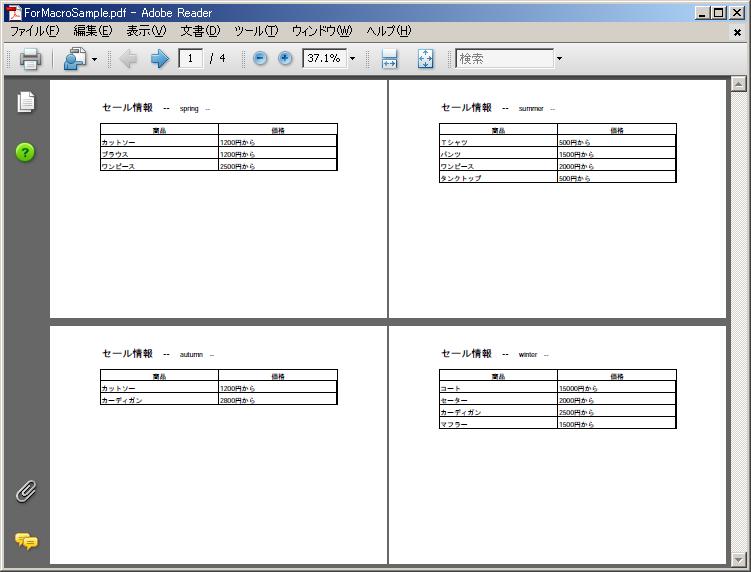 ForMacroSample.pdf - Adobe Reader
ファイル(F) 編集(E) 表示(V) 文書(D) ツール(T) ウィンドウ(W) ヘルプ(H)
1 / 4 37.1% 検索
セール情報 -- spring --
商品 価格
カットソー 1200円から
ブラウス 1200円から
ワンピース 2500円から
セール情報 -- summer --
商品 価格
Tシャツ 500円から
パンツ 1500円から
ワンピース 2000円から
タンクトップ 500円から
セール情報 -- autumn --
商品 価格
カットソー 1200円から
カーディガン 2800円から
セール情報 -- winter --
商品 価格
コート 15000円から
セーター 2000円から
カーディガン 2500円から
マフラー 1500円から